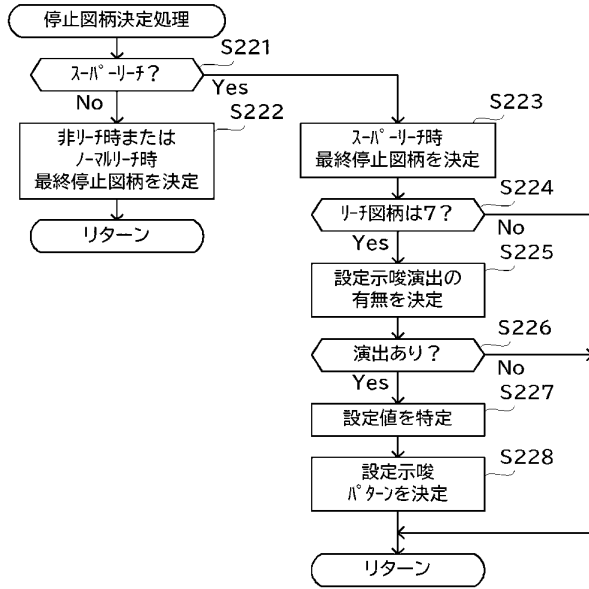 停止図柄決定処理
S221
ｽｰﾊﾟｰﾘｰﾁ？
Yes
No
S222
非ﾘｰﾁ時または
ﾉｰﾏﾙﾘｰﾁ時
最終停止図柄を決定
リターン
S223
ｽｰﾊﾟｰﾘｰﾁ時
最終停止図柄を決定
S224
ﾘｰﾁ図柄は7？
No
Yes
S225
設定示唆演出の
有無を決定
S226
演出あり？
No
Yes
S227
設定値を特定
S228
設定示唆
ﾊﾟﾀｰﾝを決定
リターン